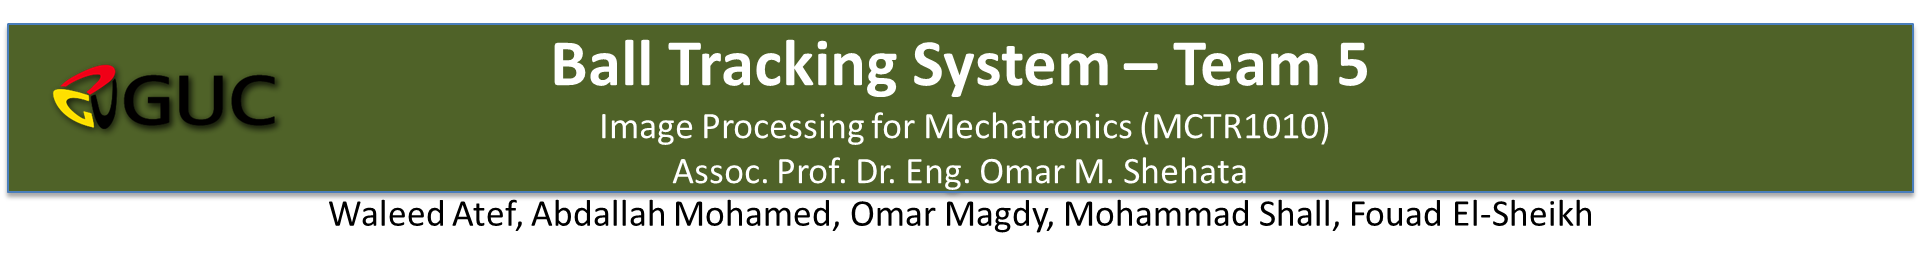 GUC
Ball Tracking System – Team 5
Image Processing for Mechatronics (MCTR1010)
Assoc. Prof. Dr. Eng. Omar M. Shehata
Waleed Atef, Abdallah Mohamed, Omar Magdy, Mohammad Shall, Fouad El-Sheikh